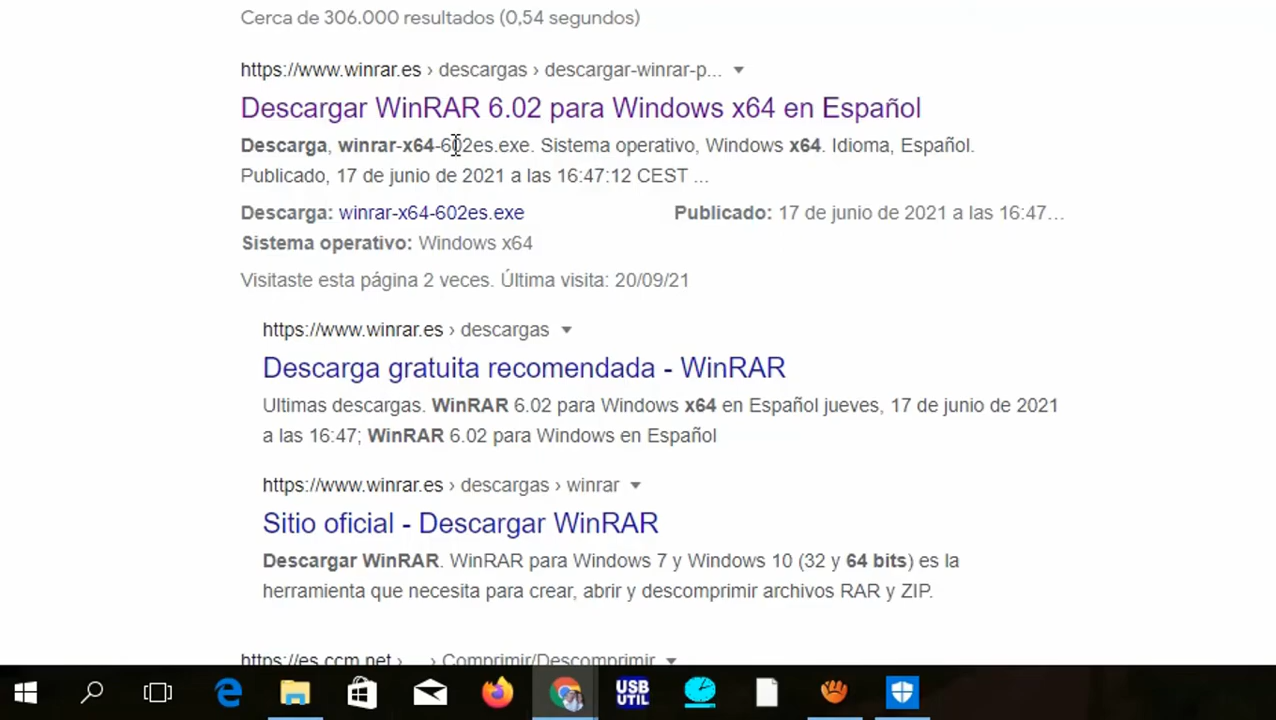 Cerca de 306.000 resultados (0,54 segundos)
https://www.winrar.es › descargas › descargar-winrar-p...
Descargar WinRAR 6.02 para Windows x64 en Español
Descarga, winrar-x64-602es.exe. Sistema operativo, Windows x64. Idioma, Español.
Publicado, 17 de junio de 2021 a las 16:47:12 CEST ...
Descarga: winrar-x64-602es.exe Publicado: 17 de junio de 2021 a las 16:47...
Sistema operativo: Windows x64
Visitaste esta página 2 veces. Última visita: 20/09/21
https://www.winrar.es › descargas
Descarga gratuita recomendada - WinRAR
Ultimas descargas. WinRAR 6.02 para Windows x64 en Español jueves, 17 de junio de 2021
a las 16:47; WinRAR 6.02 para Windows en Español
https://www.winrar.es › descargas › winrar
Sitio oficial - Descargar WinRAR
Descargar WinRAR. WinRAR para Windows 7 y Windows 10 (32 y 64 bits) es la
herramienta que necesita para crear, abrir y descomprimir archivos RAR y ZIP.
https://es.ccm.net › ... › Comprimir/Descomprimir
USB
UTIL